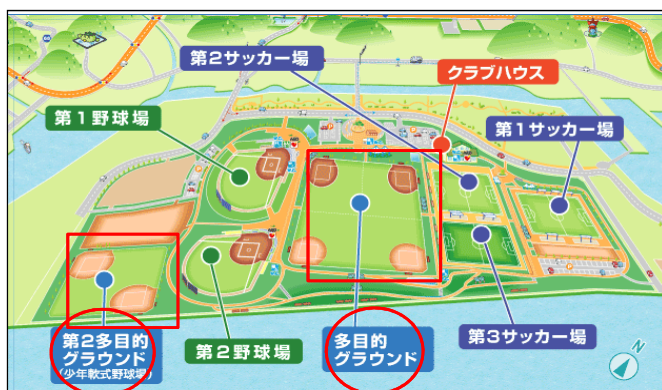 第2サッカー場
クラブハウス
第1野球場
第1サッカー場
第2多目的
グラウンド
(少年軟式野球場)
第2野球場
多目的
グラウンド
第3サッカー場
N